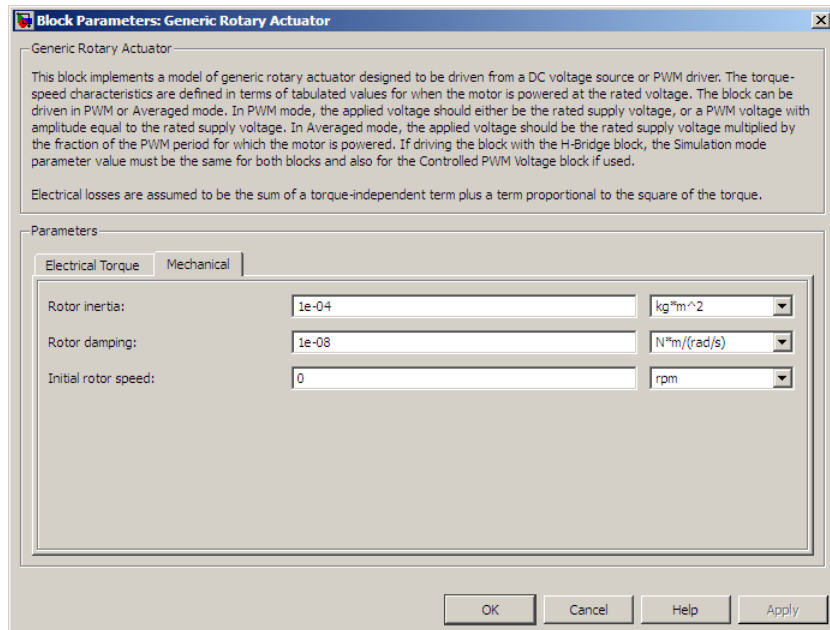 Block Parameters: Generic Rotary Actuator
Generic Rotary Actuator
This block implements a model of generic rotary actuator designed to be driven from a DC voltage source or PWM driver. The torque-
speed characteristics are defined in terms of tabulated values for when the motor is powered at the rated voltage. The block can be
driven in PWM or Averaged mode. In PWM mode, the applied voltage should either be the rated supply voltage, or a PWM voltage with
amplitude equal to the rated supply voltage. In Averaged mode, the applied voltage should be the rated supply voltage multiplied by
the fraction of the PWM period for which the motor is powered. If driving the block with the H-Bridge block, the Simulation mode
parameter value must be the same for both blocks and also for the Controlled PWM Voltage block if used.
Electrical losses are assumed to be the sum of a torque-independent term plus a term proportional to the square of the torque.
Parameters
Electrical Torque Mechanical
Rotor inertia: 1e-04 kg*m^2
Rotor damping: 1e-08 N*m/(rad/s)
Initial rotor speed: 0 rpm
OK Cancel Help Apply